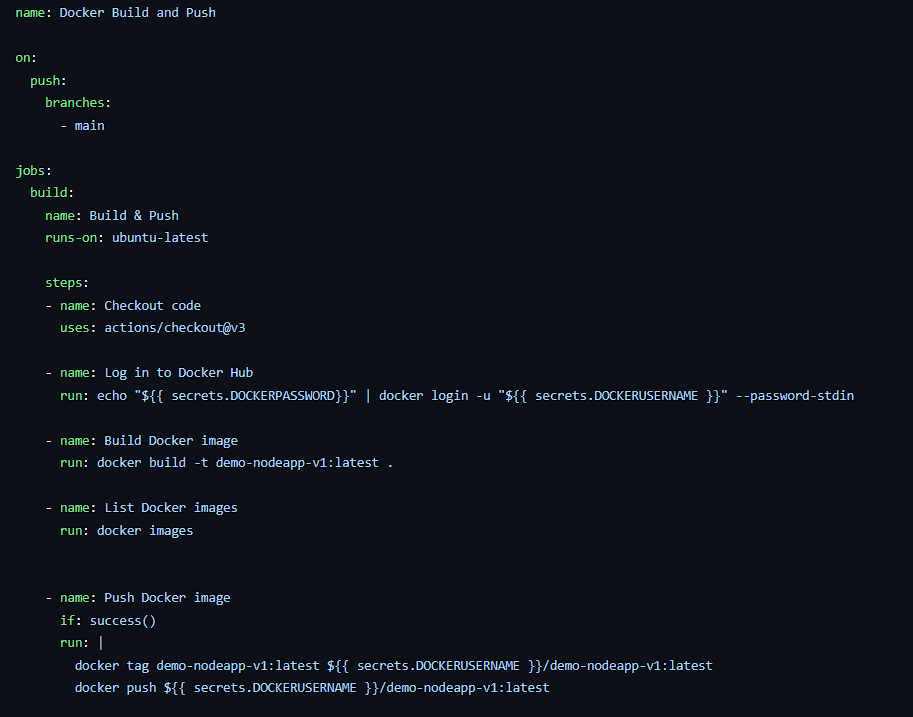 name: Docker Build and Push
on:
push:
branches:
- main
jobs:
build:
name: Build & Push
runs-on: ubuntu-latest
steps:
- name: Checkout code
uses: actions/checkout@v3
- name: Log in to Docker Hub
run: echo "${{ secrets.DOCKERPASSWORD}}" | docker login -u "${{ secrets.DOCKERUSERNAME }}" --password-stdin
- name: Build Docker image
run: docker build -t demo-nodeapp-v1:latest .
- name: List Docker images
run: docker images
- name: Push Docker image
if: success()
run: |
docker tag demo-nodeapp-v1:latest ${{ secrets.DOCKERUSERNAME }}/demo-nodeapp-v1:latest
docker push ${{ secrets.DOCKERUSERNAME }}/demo-nodeapp-v1:latest